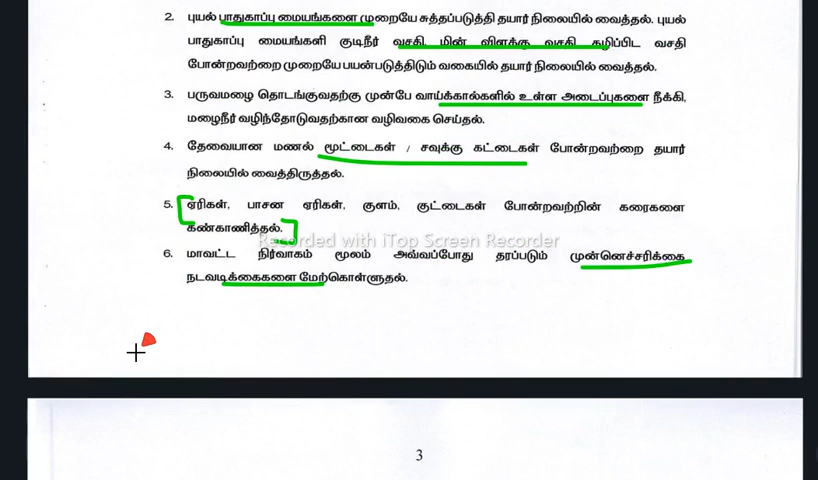 2. புயல் பாதுகாப்பு மையங்களை முறையே சுத்தப்படுத்தி தயார் நிலையில் வைத்தல். புயல்
பாதுகாப்பு மையங்களி குடிநீர் வசதி மின் விளக்கு வசதி கழிப்பிட வசதி
போன்றவற்றை முறையே பயன்படுத்திடும் வகையில் தயார் நிலையில் வைத்தல்.
3. பருவமழை தொடங்குவதற்கு முன்பே வாய்க்கால்களில் உள்ள அடைப்புகளை நீக்கி,
மழைநீர் வழிந்தோடுவதற்கான வழிவகை செய்தல்.
4. தேவையான மணல் மூட்டைகள் / சவுக்கு கட்டைகள் போன்றவற்றை தயார்
நிலையில் வைத்திருத்தல்.
5. ஏரிகள், பாசன ஏரிகள், குளம், குட்டைகள் போன்றவற்றின் கரைகளை
கண்காணித்தல்.
Recorded with iTop Screen Recorder
6. மாவட்ட நிர்வாகம் மூலம் அவ்வப்போது தரப்படும் முன்னெச்சரிக்கை
நடவடிக்கைகளை மேற்கொள்ளுதல்.
3